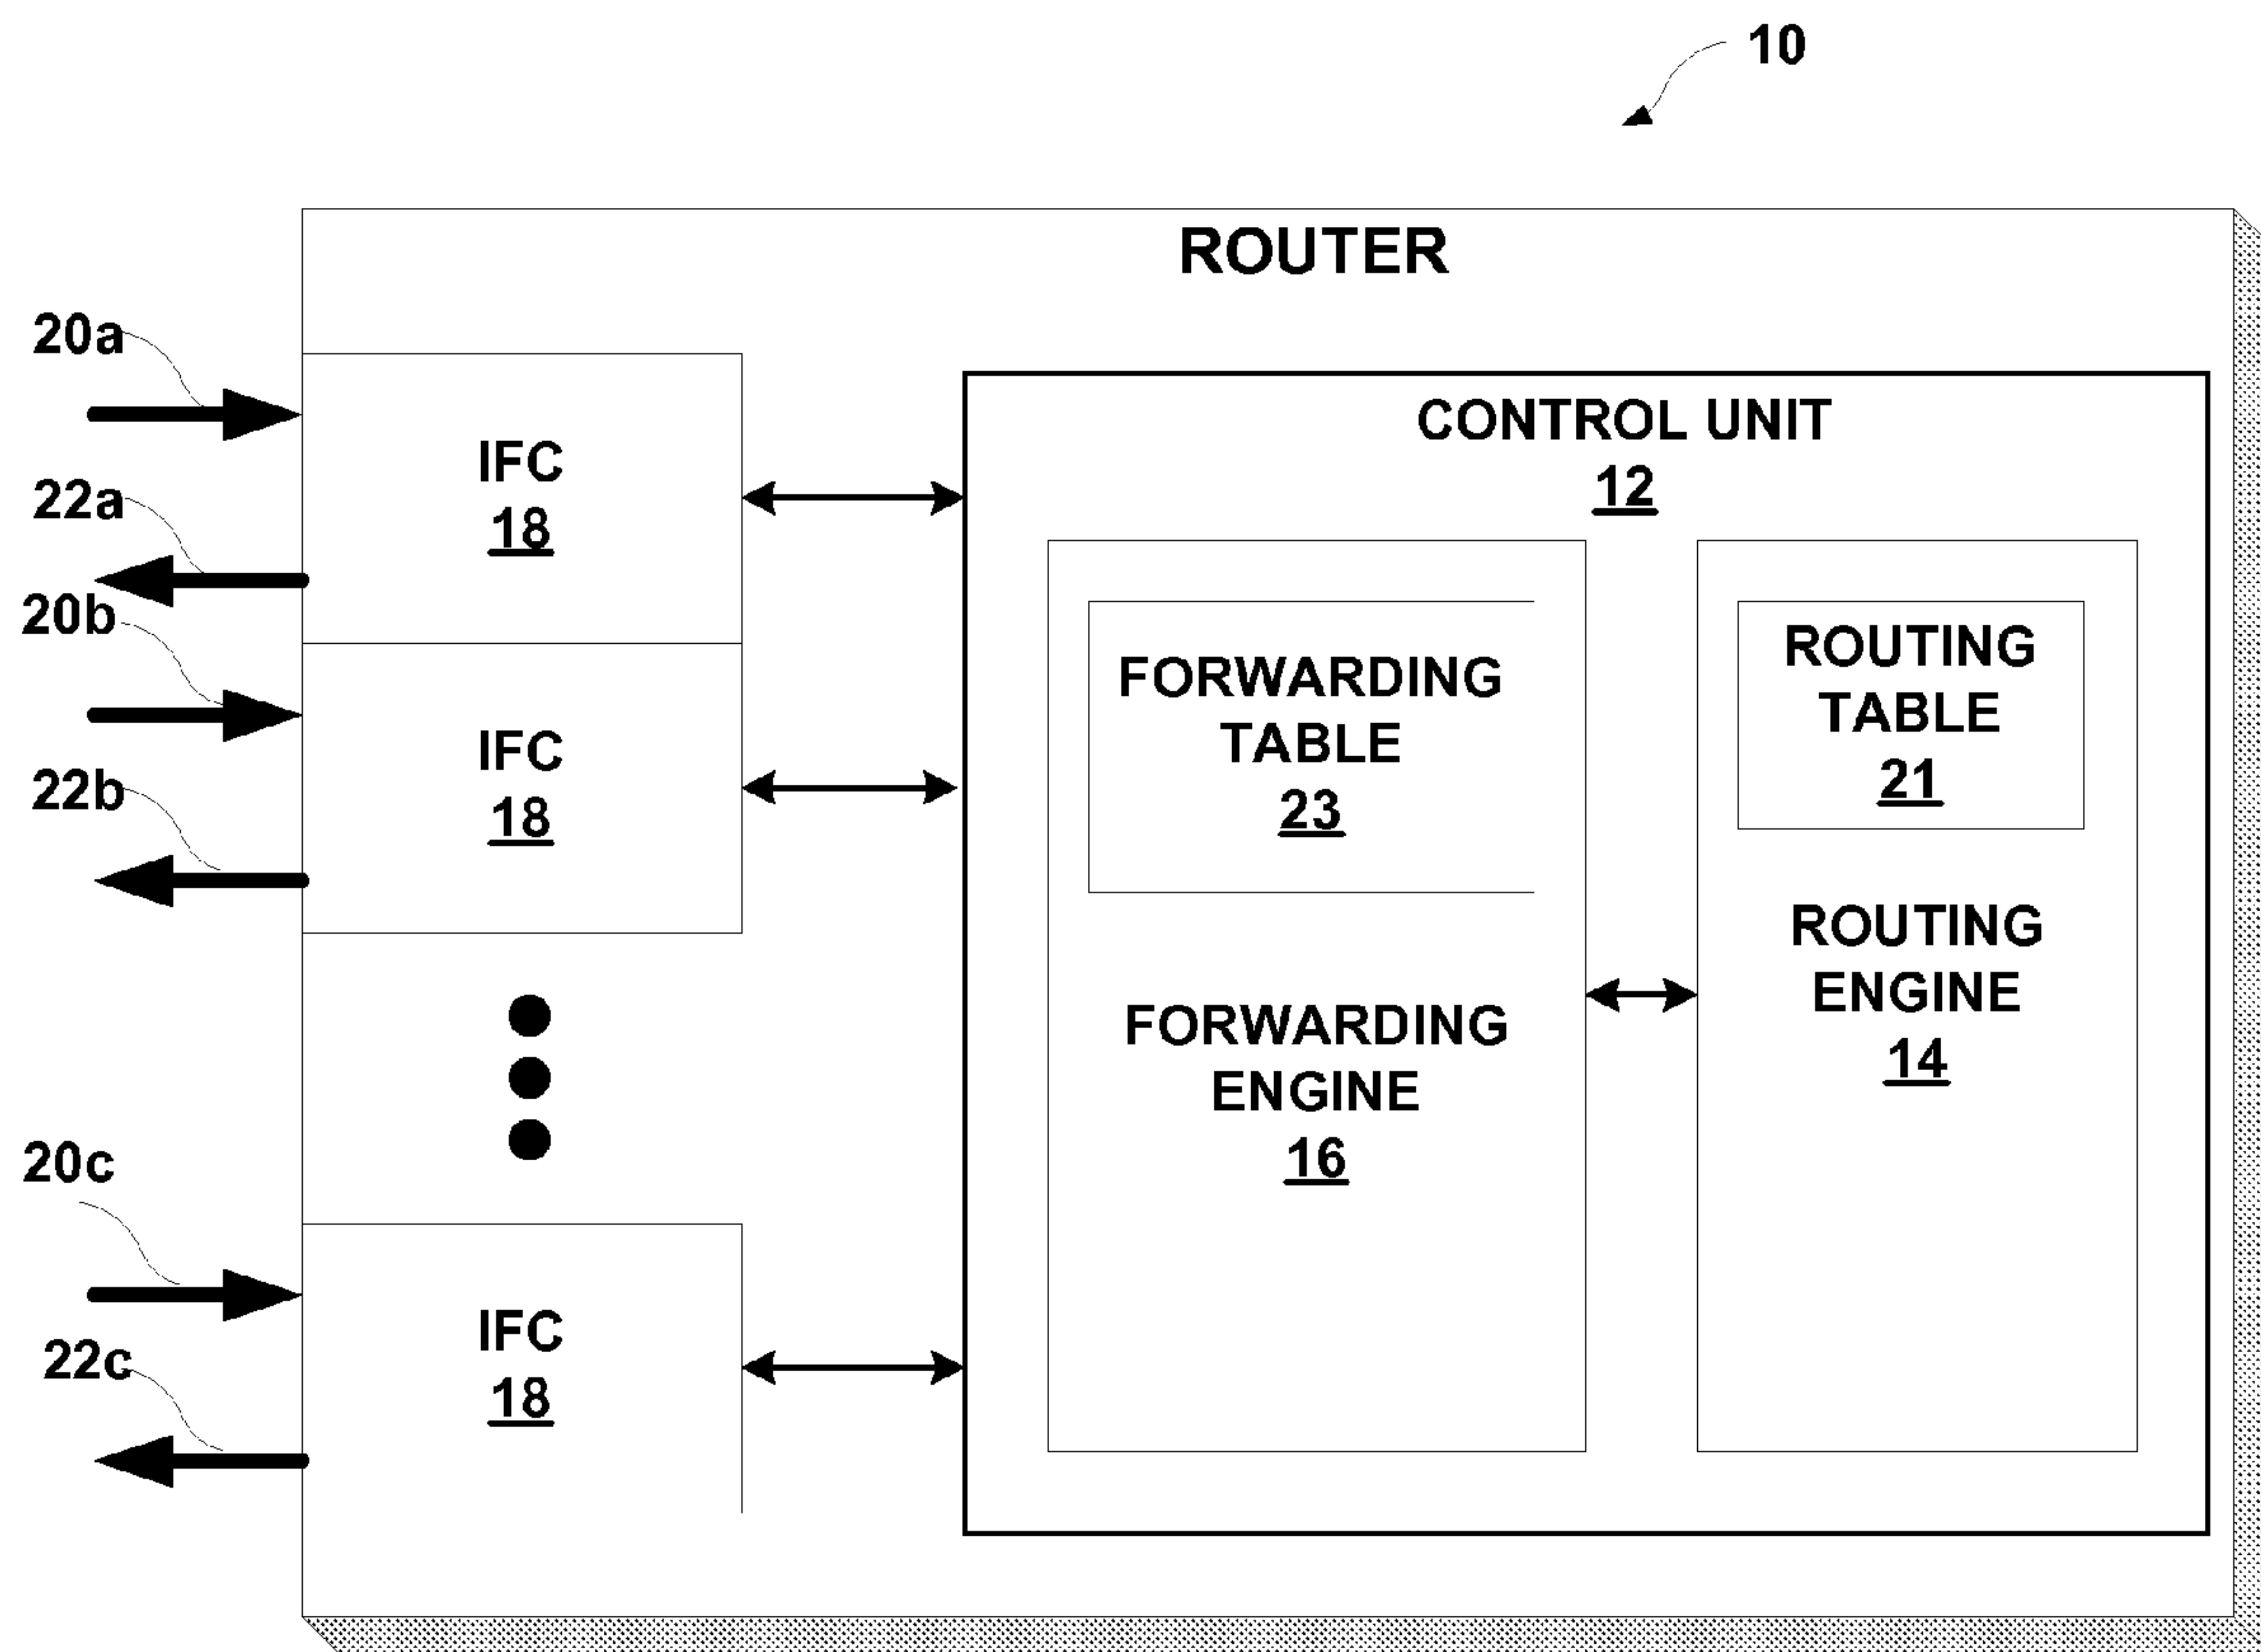 10
ROUTER
20a
22a
20b
22b
20c
22c
IFC
18
IFC
18
IFC
18
CONTROL UNIT
12
FORWARDING
TABLE
23
FORWARDING
ENGINE
16
ROUTING
TABLE
21
ROUTING
ENGINE
14